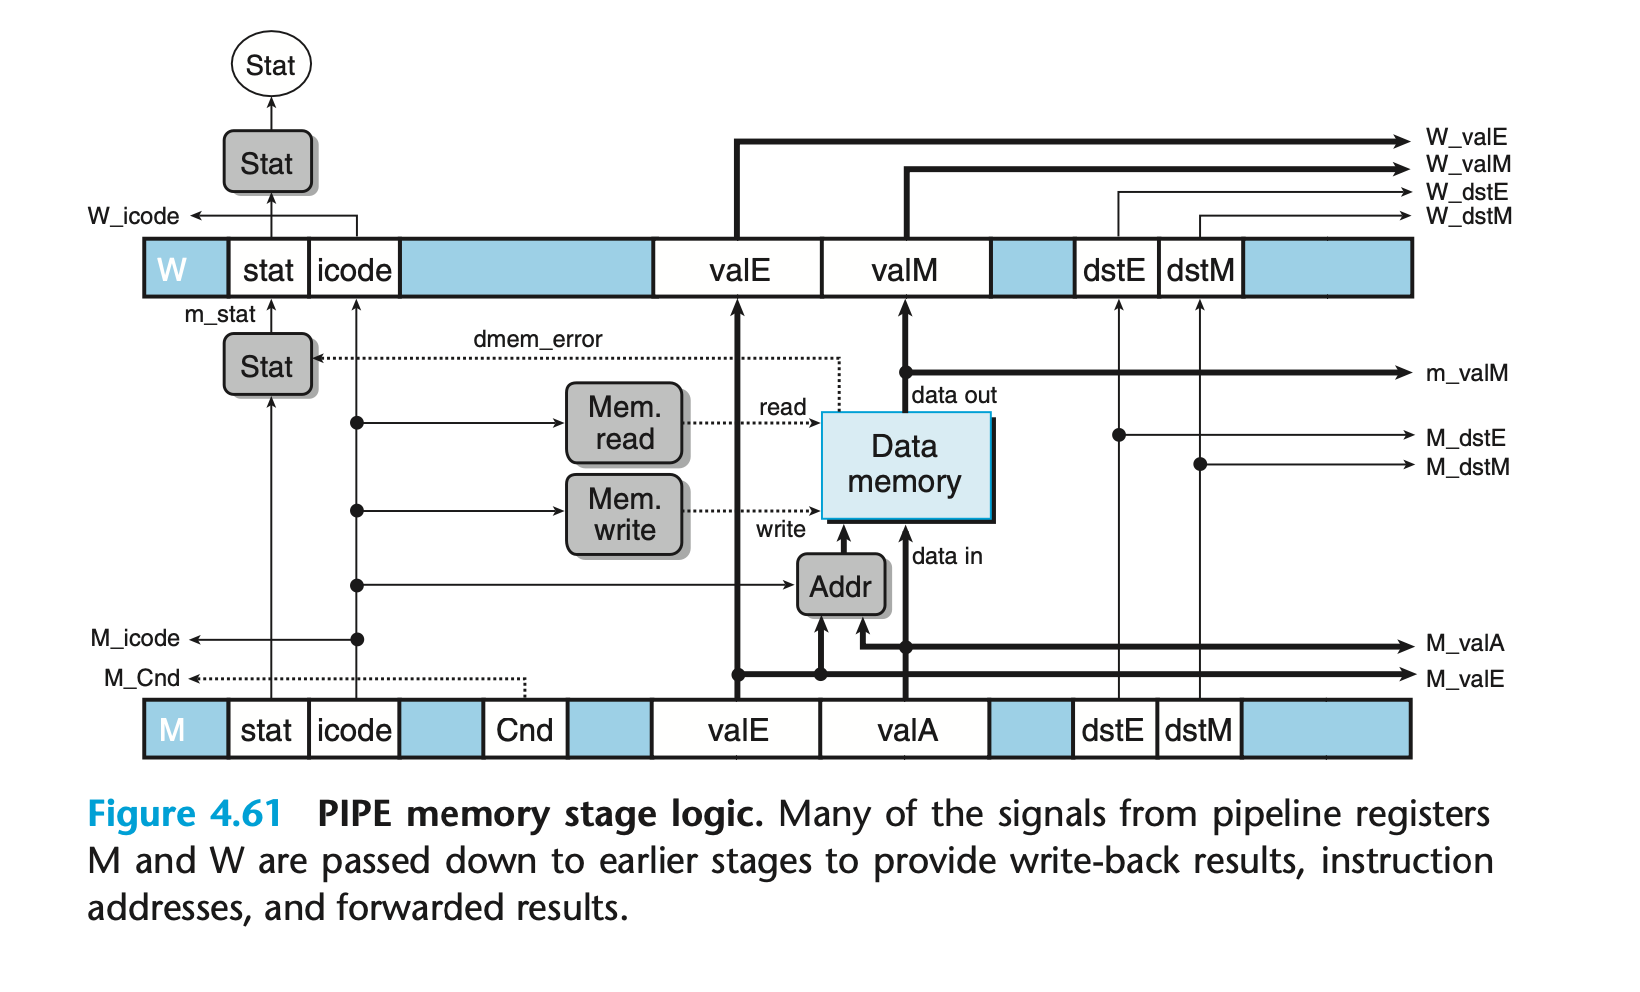 Stat
Stat
W_valE
W_valM
W_dstE
W_icode
W_dstM
W stat icode valE valM dstE dstM
m_stat
dmem_error
Stat
m_valM
data out
Mem.
read
read
Data
memory
M_dstE
M_dstM
Mem.
write
write
data in
Addr
M_icode
M_valA
M_Cnd
M_valE
M stat icode Cnd valE valA dstE dstM
Figure 4.61 PIPE memory stage logic. Many of the signals from pipeline registers
M and W are passed down to earlier stages to provide write-back results, instruction
addresses, and forwarded results.